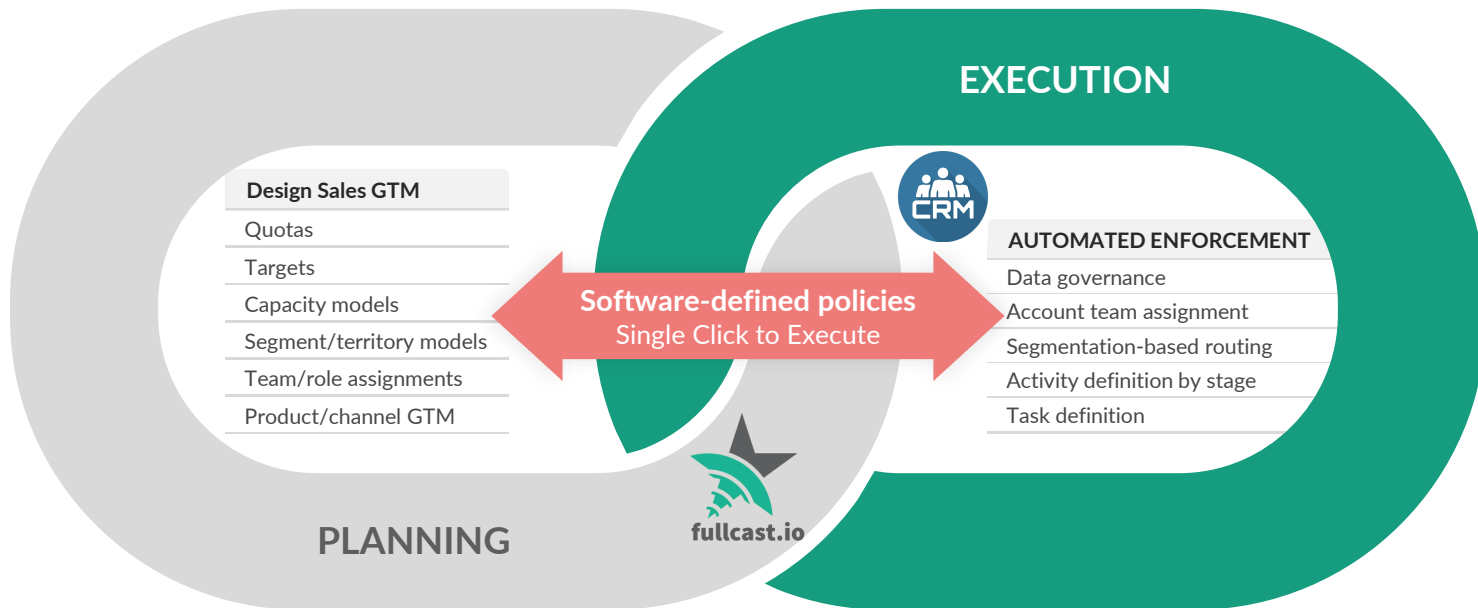 EXECUTION
CRM
Design Sales GTM
Quotas
Targets
Capacity models
Segment/territory models
Team/role assignments
Product/channel GTM
Software-defined policies
Single Click to Execute
AUTOMATED ENFORCEMENT
Data governance
Account team assignment
Segmentation-based routing
Activity definition by stage
Task definition
PLANNING
fullcast.io